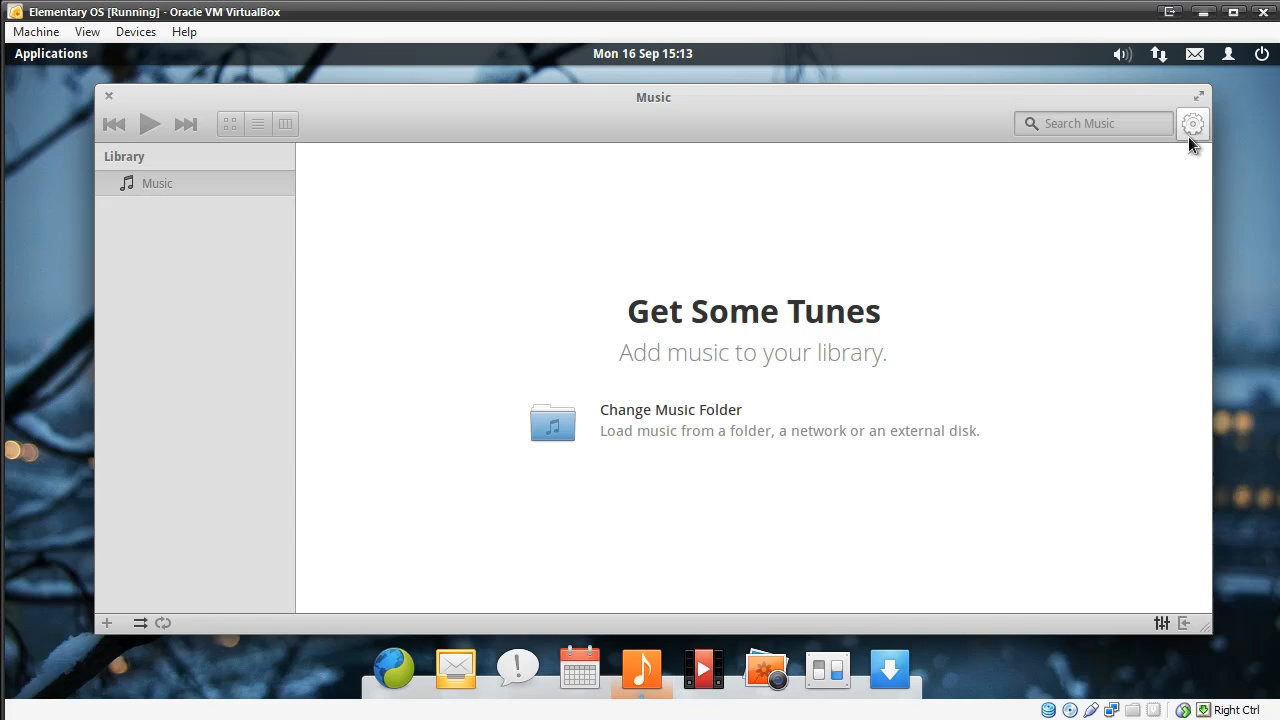 Elementary OS [Running] - Oracle VM VirtualBox
Machine View Devices Help
Applications Mon 16 Sep 15:13
Music
Search Music
Library
Music
Get Some Tunes
Add music to your library.
Change Music Folder
Load music from a folder, a network or an external disk.
Right Ctrl